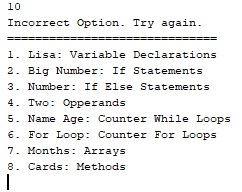 10
Incorrect Option. Try again.
==============================
1. Lisa: Variable Declarations
2. Big Number: If Statements
3. Number: If Else Statements
4. Two: Opperands
5. Name Age: Counter While Loops
6. For Loop: Counter For Loops
7. Months: Arrays
8. Cards: Methods